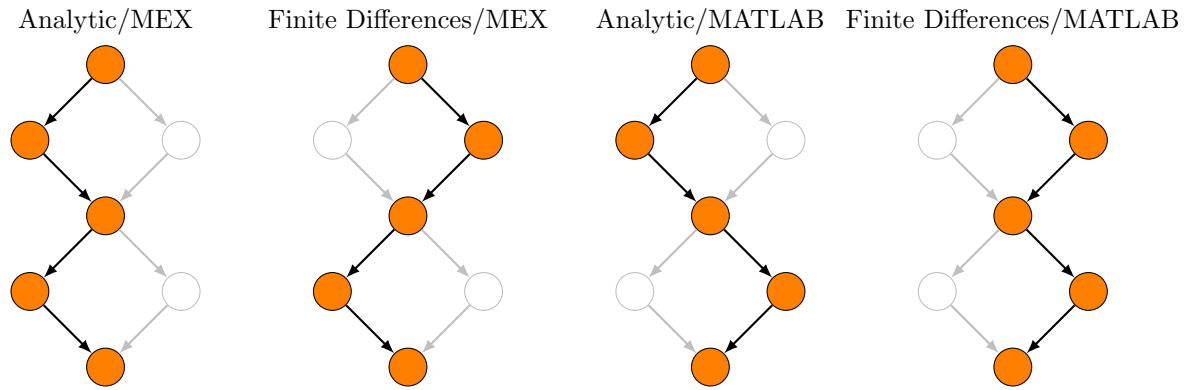 Analytic/MEX
Finite Differences/MEX
Analytic/MATLAB
Finite Differences/MATLAB